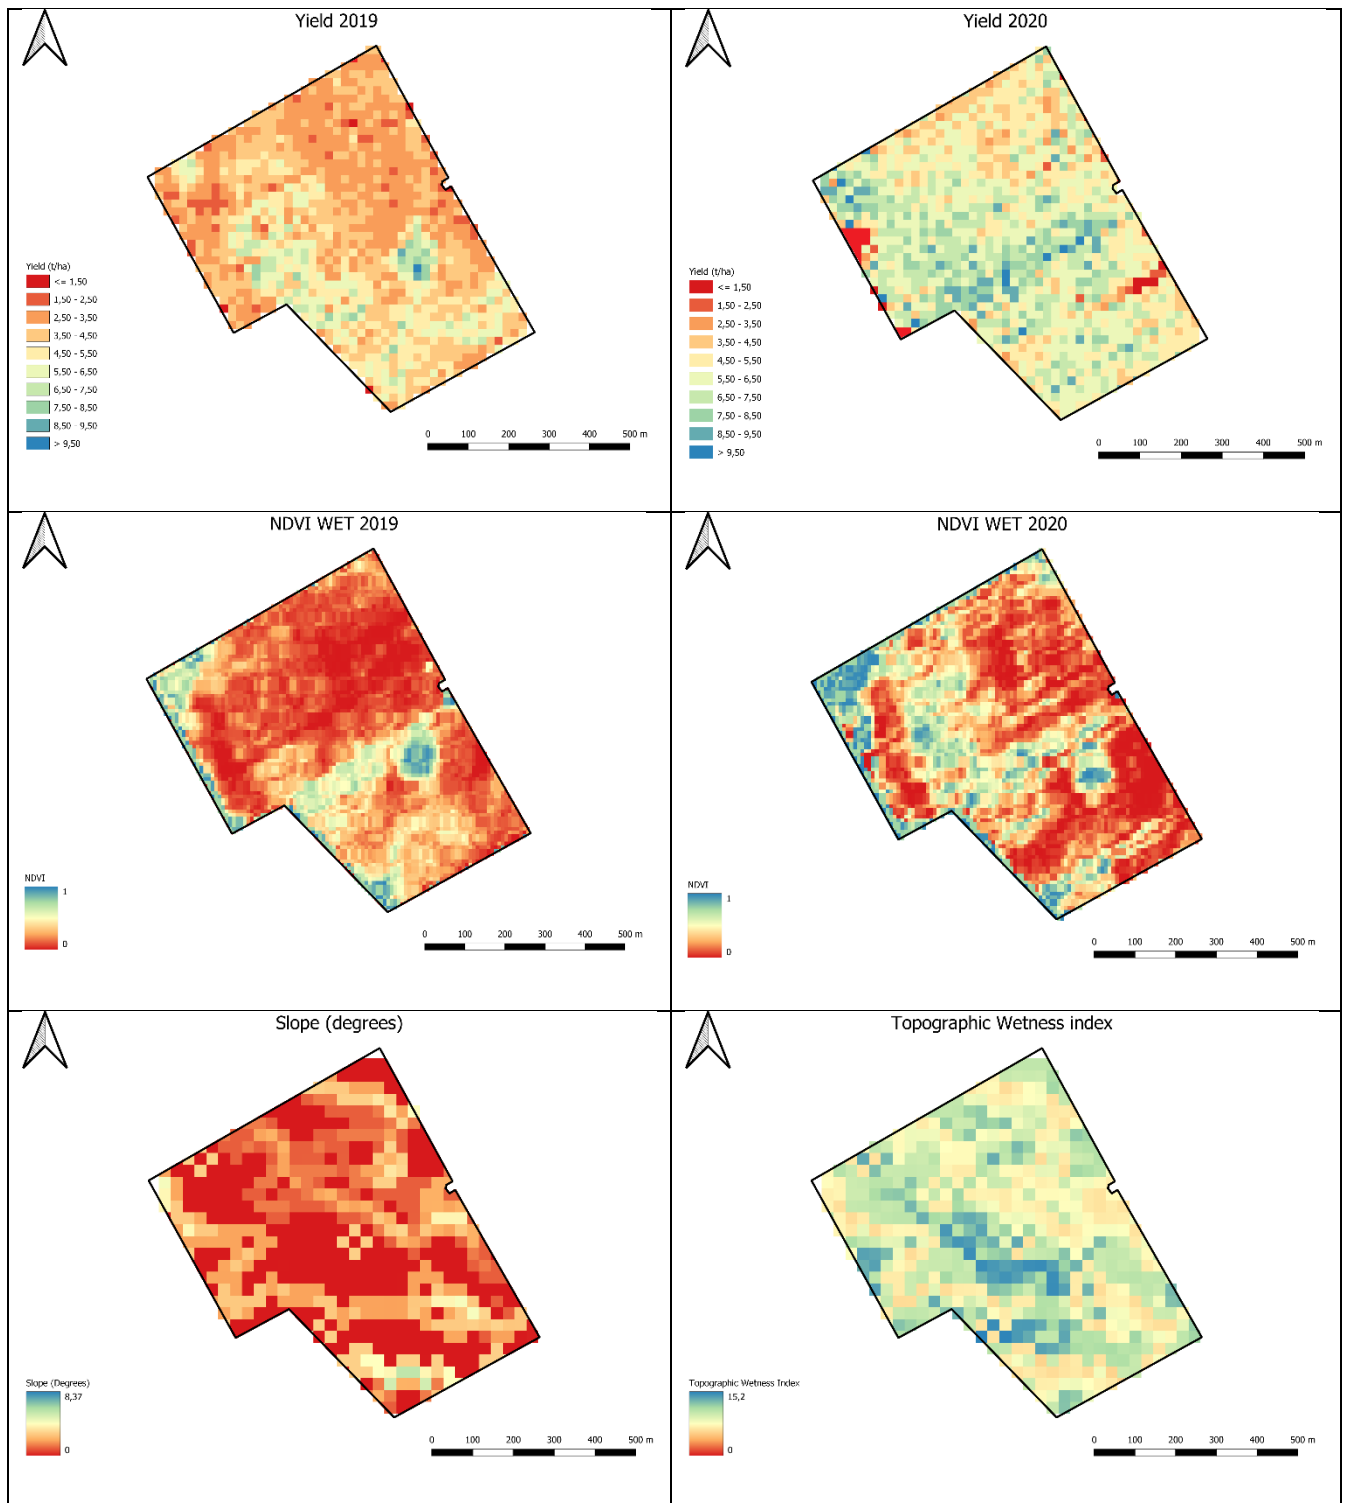 Yield 2019
Yield (t/ha)
<= 1,50
1,50 - 2,50
2,50 - 3,50
3,50 - 4,50
4,50 - 5,50
5,50 - 6,50
6,50 - 7,50
7,50 - 8,50
8,50 - 9,50
> 9,50
0 100 200 300 400 500 m
Yield 2020
Yield (t/ha)
<= 1,50
1,50 - 2,50
2,50 - 3,50
3,50 - 4,50
4,50 - 5,50
5,50 - 6,50
6,50 - 7,50
7,50 - 8,50
8,50 - 9,50
> 9,50
0 100 200 300 400 500 m
NDVI WET 2019
NDVI
1
0
0 100 200 300 400 500 m
NDVI WET 2020
NDVI
1
0
0 100 200 300 400 500 m
Slope (degrees)
Slope (Degrees)
8,37
0
0 100 200 300 400 500 m
Topographic Wetness index
Topographic Wetness Index
15,2
0
0 100 200 300 400 500 m